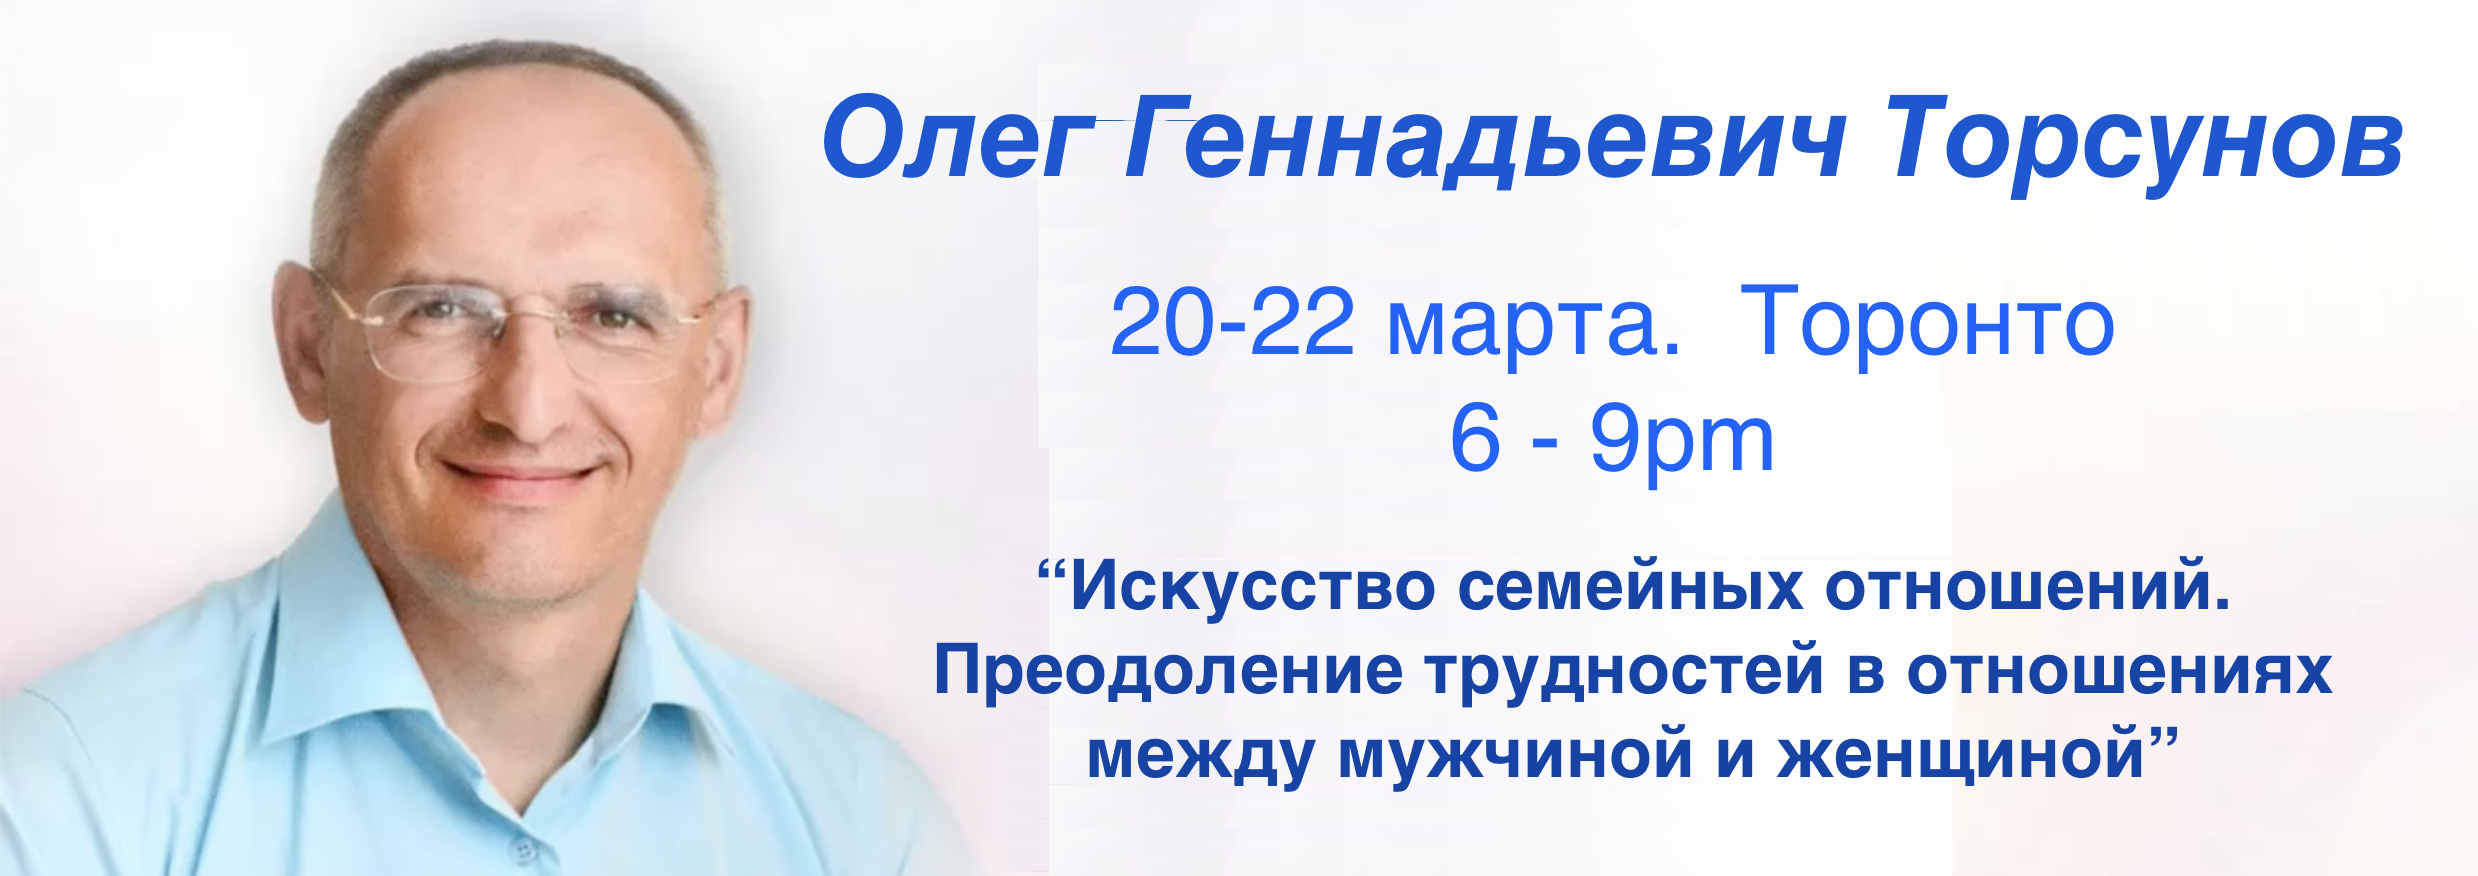 Олег Геннадьевич Торсунов
20-22 марта. Торонто
6 - 9pm
“Искусство семейных отношений.
Преодоление трудностей в отношениях
между мужчиной и женщиной”